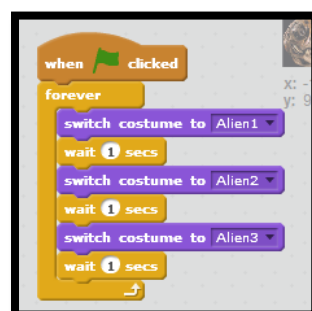 when clicked
x: -
y: 9
forever
switch costume to Alien1
wait 1 secs
switch costume to Alien2
wait 1 secs
switch costume to Alien3
wait 1 secs